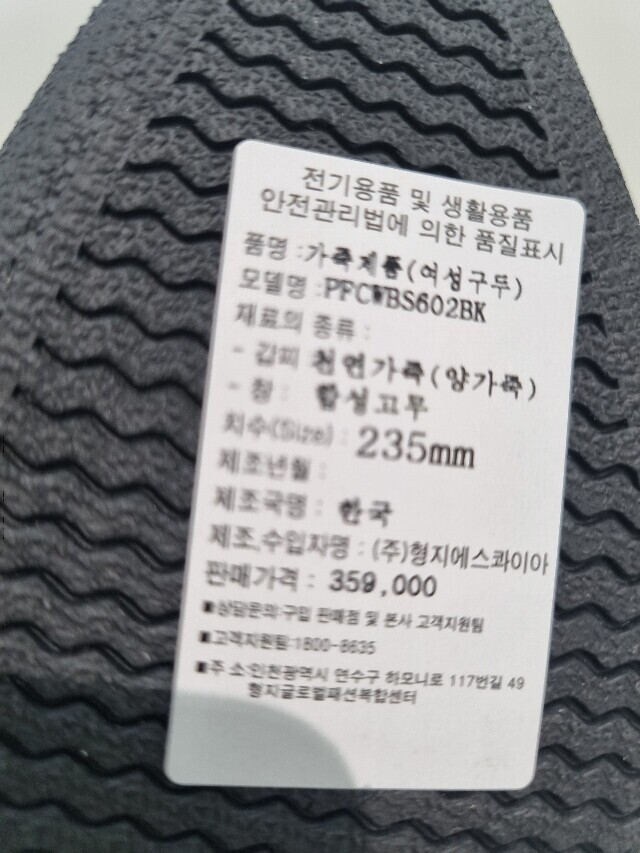 전기용품 및 생활용품
안전관리법에 의한 품질표시
품명 : 가죽제품(여성구두)
모델명 : PFCWBS602BK
재료의 종류 :
- 겉피 천연가죽(양가죽)
- 창 : 합성고무
치수(Size) : 235mm
제조년월 :
제조국명 : 한국
제조,수입자명 : (주)형지에스콰이아
판매가격 : 359,000
■상담문의:구입 판매점 및 본사 고객지원팀
■고객지원팀:1800-8635
■주 소:인천광역시 연수구 하모니로 117번길 49
형지글로벌패션복합센터